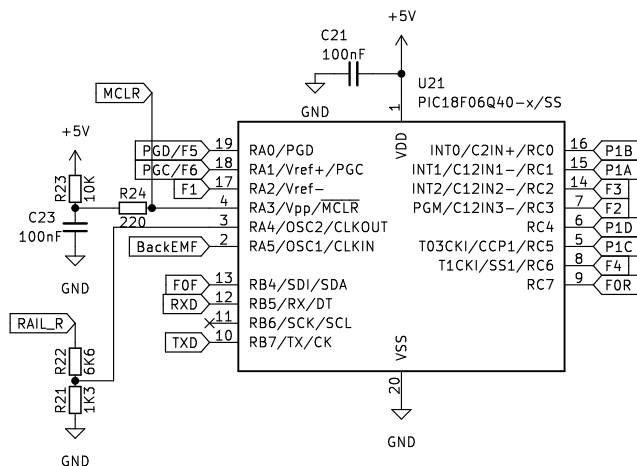 +5V
C21
100nF
GND
U21
PIC18F06Q40-x/SS
MCLR
+5V
R23
10K
R24
220
C23
100nF
GND
1
VDD
PGD/F5 19 RA0/PGD
PGC/F6 18 RA1/Vref+/PGC
F1 17 RA2/Vref-
4 RA3/Vpp/MCLR
3 RA4/OSC2/CLKOUT
BackEMF 2 RA5/OSC1/CLKIN
F0F 13 RB4/SDI/SDA
RXD 12 RB5/RX/DT
11 RB6/SCK/SCL
TXD 10 RB7/TX/CK
INT0/C2IN+/RC0 16 P1B
INT1/C12IN1-/RC1 15 P1A
INT2/C12IN2-/RC2 14 F3
PGM/C12IN3-/RC3 7 F2
RC4 6 P1D
T03CKI/CCP1/RC5 5 P1C
T1CKI/SS1/RC6 8 F4
RC7 9 F0R
VSS
20
GND
RAIL_R
R22
6K6
R21
1K3
GND